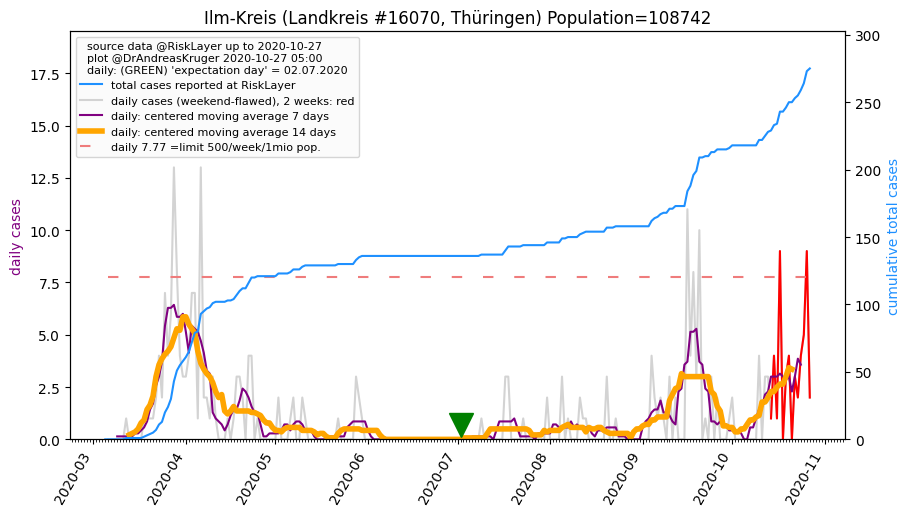 Ilm-Kreis (Landkreis #16070, Thüringen) Population=108742
source data @RiskLayer up to 2020-10-27
plot @DrAndreasKruger 2020-10-27 05:00
daily: (GREEN) 'expectation day' = 02.07.2020
total cases reported at RiskLayer
daily cases (weekend-flawed), 2 weeks: red
daily: centered moving average 7 days
daily: centered moving average 14 days
daily 7.77 =limit 500/week/1mio pop.
daily cases
17.5
15.0
12.5
10.0
7.5
5.0
2.5
0.0
cumulative total cases
300
250
200
150
100
50
0
2020-03
2020-04
2020-05
2020-06
2020-07
2020-08
2020-09
2020-10
2020-11